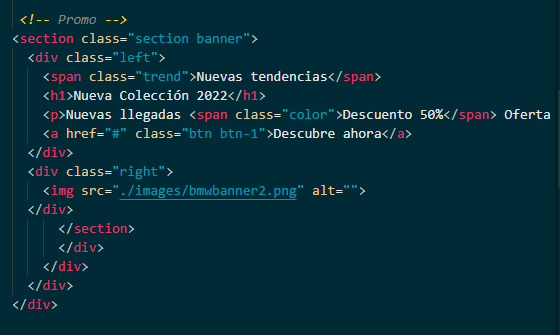 <!-- Promo -->
<section class="section banner">
<div class="left">
<span class="trend">Nuevas tendencias</span>
<h1>Nueva Colección 2022</h1>
<p>Nuevas llegadas <span class="color">Descuento 50%</span> Oferta
<a href="#" class="btn btn-1">Descubre ahora</a>
</div>
<div class="right">
<img src="./images/bmwbanner2.png" alt="">
</div>
</section>
</div>
</div>
</div>
</div>